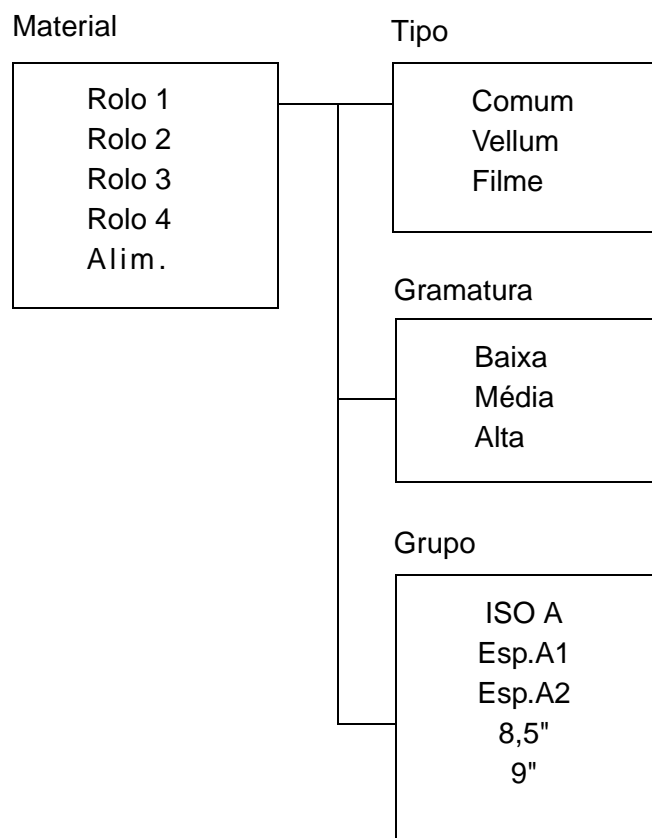 Material
Rolo 1
Rolo 2
Rolo 3
Rolo 4
Alim.
Tipo
Comum
Vellum
Filme
Gramatura
Baixa
Média
Alta
Grupo
ISO A
Esp.A1
Esp.A2
8,5"
9"